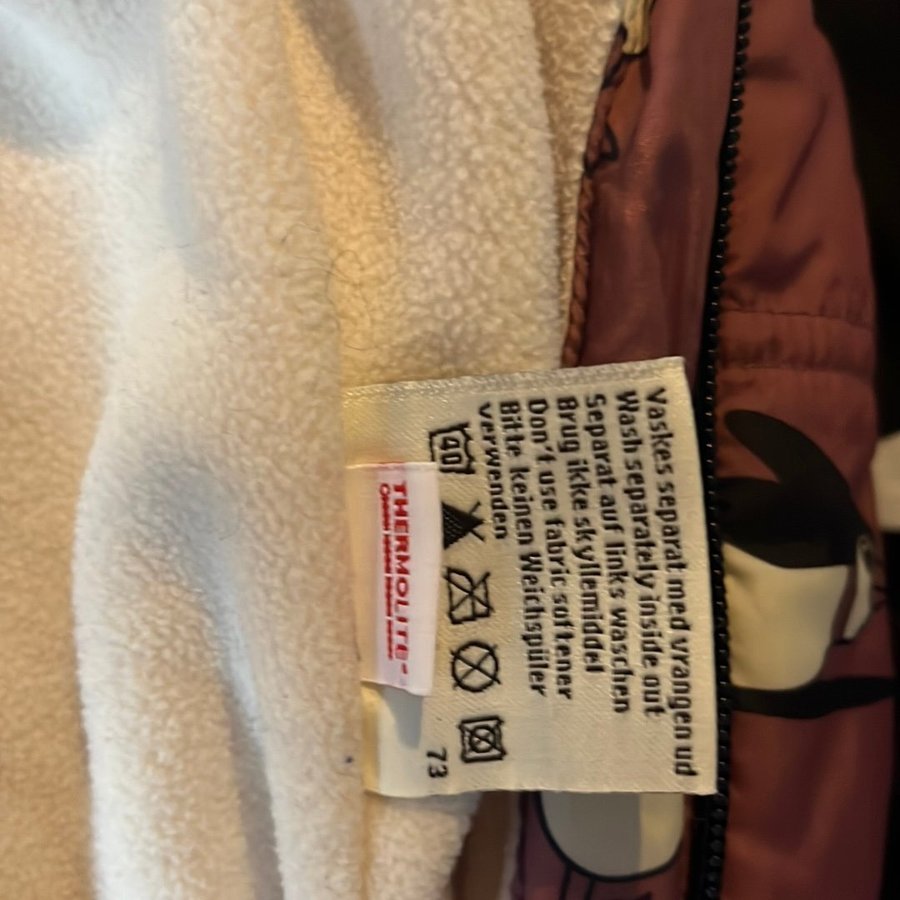 Vaskes separat med vrangen ud
Wash separately inside out
Separat auf links waschen
Brug ikke skyllemiddel
Don't use fabric softener
Bitte keinen Weichspüler
verwenden
40
73
THERMOLITE®